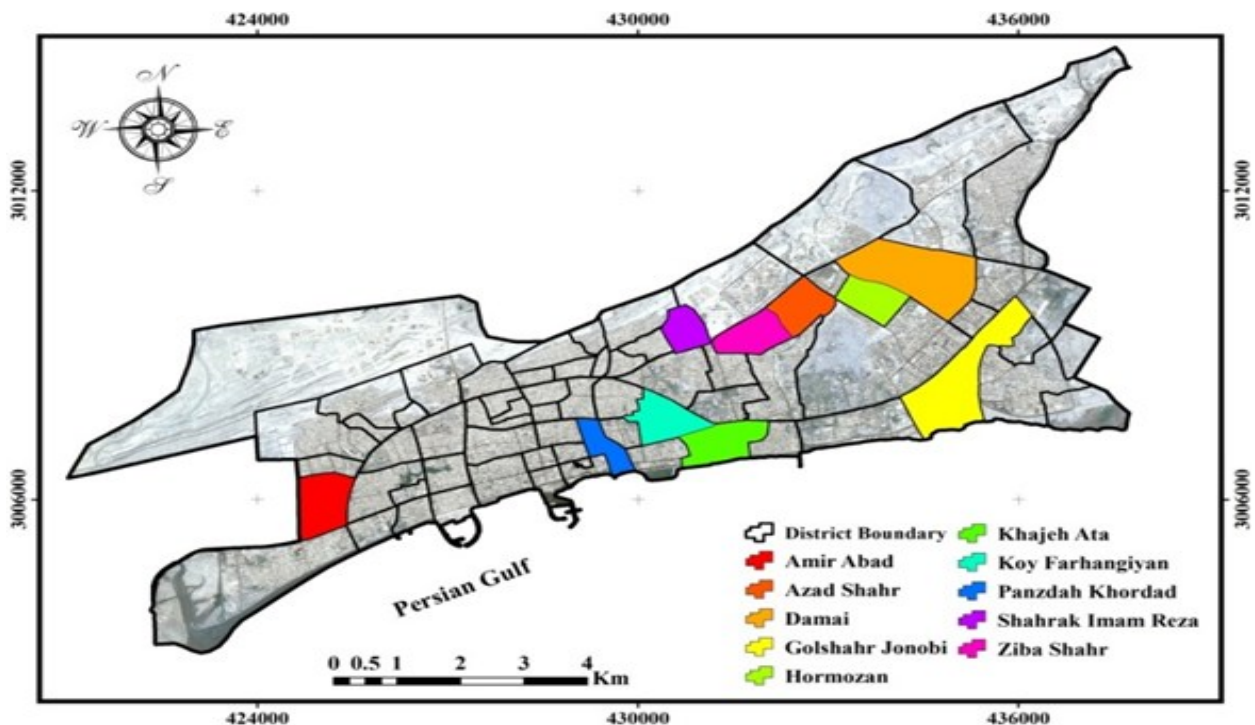 424000 430000 436000
N
W E
S
3012000 3012000
3006000 3006000
Persian Gulf
District Boundary
Amir Abad
Azad Shahr
Damai
Golshahr Jonobi
Hormozan
Khajeh Ata
Koy Farhangiyan
Panzdah Khordad
Shahrak Imam Reza
Ziba Shahr
0 0.5 1 2 3 4
Km
424000 430000 436000